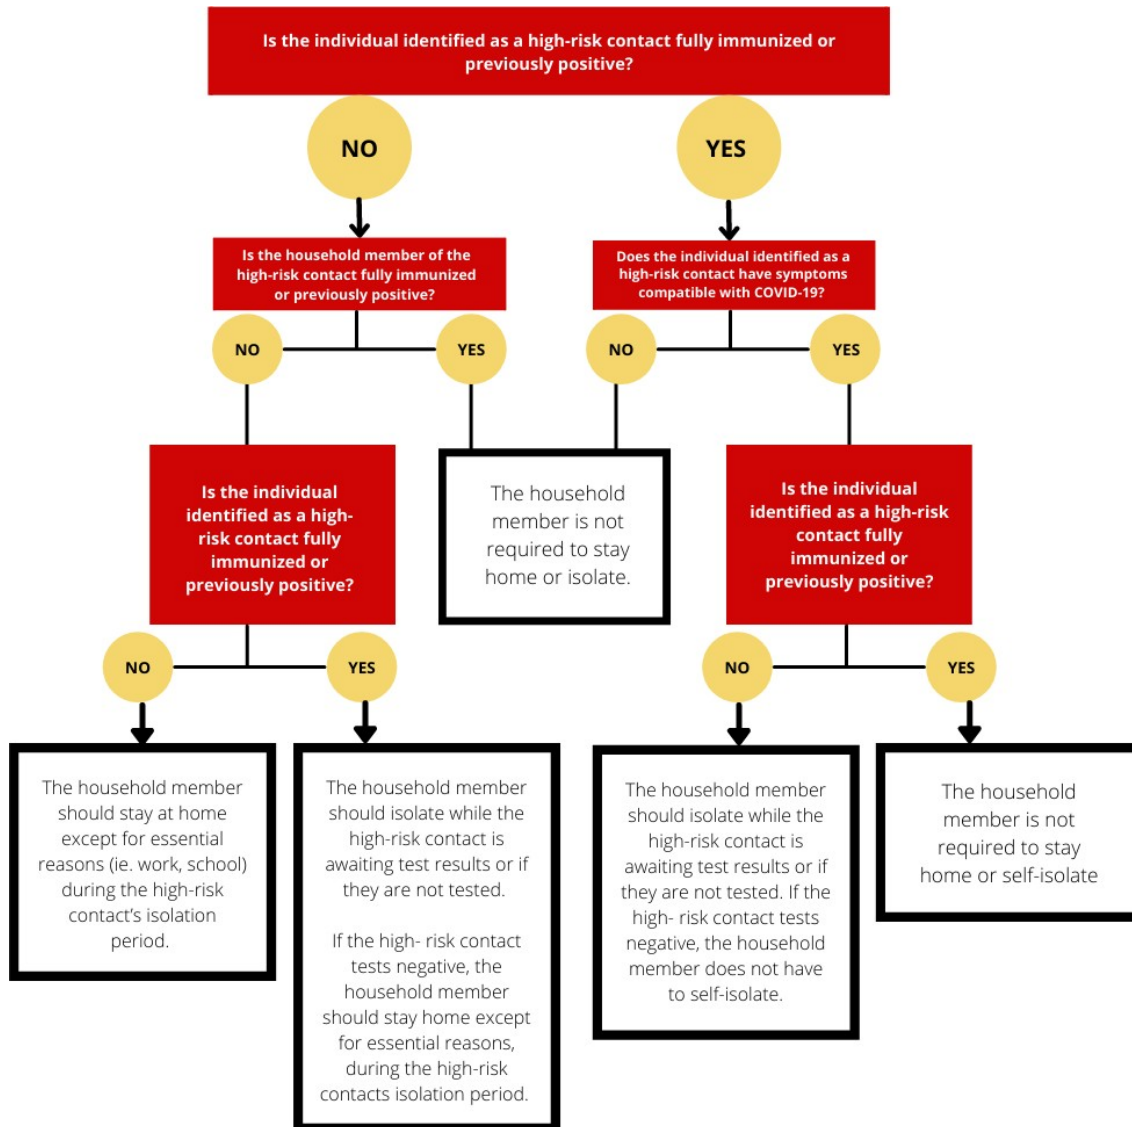 Is the individual identified as a high-risk contact fully immunized or
previously positive?
NO
YES
Is the household member of the
high-risk contact fully immunized
or previously positive?
Does the individual identified as a
high-risk contact have symptoms
compatible with COVID-19?
NO
YES
NO
YES
Is the individual
identified as a high-
risk contact fully
immunized or
previously positive?
The household
member is not
required to stay
home or isolate.
Is the individual
identified as a high-risk
contact fully
immunized or
previously positive?
NO
YES
NO
YES
The household member
should stay at home
except for essential
reasons (ie. work, school)
during the high-risk
contact's isolation
period.
The household member
should isolate while the
high-risk contact is
awaiting test results or if
they are not tested.
If the high- risk contact
tests negative, the
household member
should stay home except
for essential reasons,
during the high-risk
contacts isolation period.
The household member
should isolate while the
high-risk contact is
awaiting test results or if
they are not tested. If the
high- risk contact tests
negative, the household
member does not have
to self-isolate.
The household
member is not
required to stay
home or self-isolate